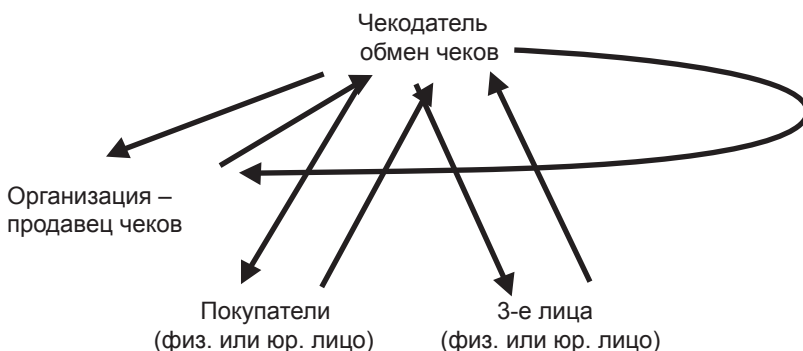 Чекодатель
обмен чеков
Организация –
продавец чеков
Покупатели
(физ. или юр. лицо)
3-е лица
(физ. или юр. лицо)